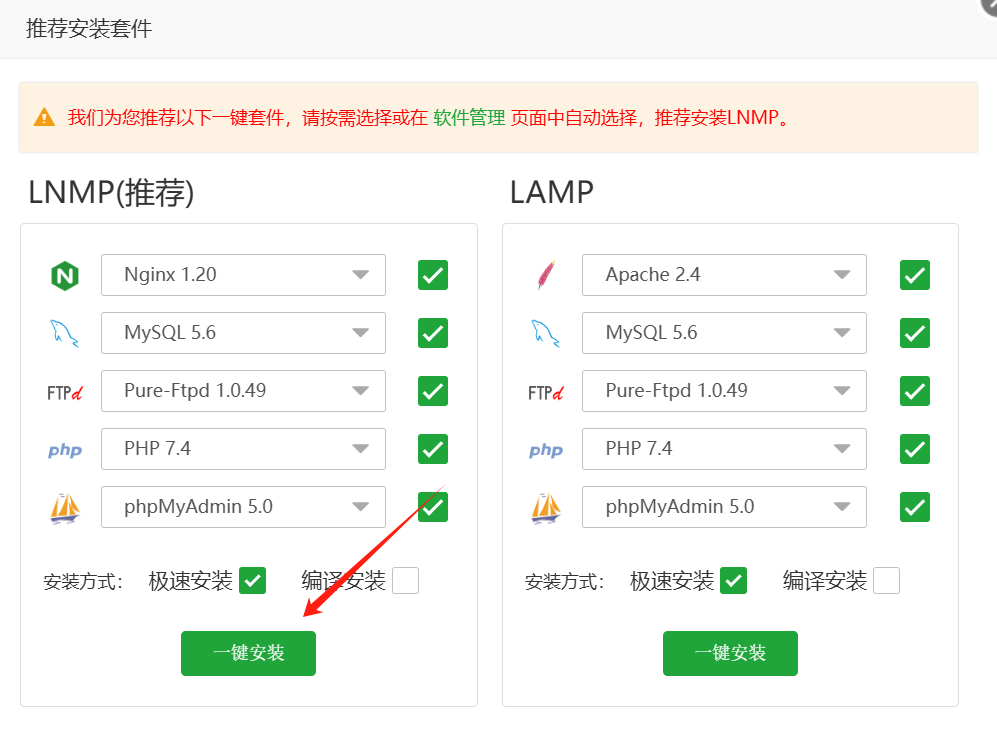 推荐安装套件
我们为您推荐以下一键套件，请按需选择或在 软件管理 页面中自动选择，推荐安装LNMP。
LNMP(推荐)
Nginx 1.20
MySQL 5.6
FTPd
Pure-Ftpd 1.0.49
php
PHP 7.4
phpMyAdmin 5.0
安装方式： 极速安装 编译安装
一键安装
LAMP
Apache 2.4
MySQL 5.6
FTPd
Pure-Ftpd 1.0.49
php
PHP 7.4
phpMyAdmin 5.0
安装方式： 极速安装 编译安装
一键安装